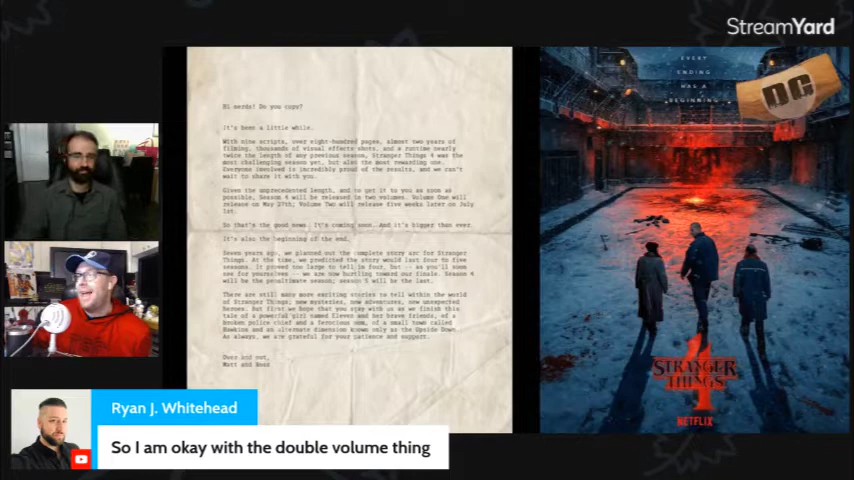 StreamYard
Hi nerds! Do you copy?
It's been a little while.
With nine scripts, over eight-hundred pages, almost two years of
filming, thousands of visual effects shots, and a runtime nearly
twice the length of any previous season, Stranger Things 4 was the
most challenging season yet, but also the most rewarding one.
Everyone involved is incredibly proud of the results, and we can't
wait to share it with you.
Given the unprecedented length, and to get it to you as soon as
possible, Season 4 will be released in two volumes. Volume One will
release on May 27th; Volume Two will release five weeks later on July
1st.
So that's the good news. It's coming soon. And it's bigger than ever.
It's also the beginning of the end.
Seven years ago, we planned out the complete story arc for Stranger
Things. At the time, we predicted the story would last four to five
seasons. It proved too large to tell in four, but -- as you'll soon
see for yourselves -- we are now hurtling toward our finale. Season 4
will be the penultimate season; season 5 will be the last.
There are still many more exciting stories to tell within the world
of Stranger Things; new mysteries, new adventures, new unexpected
heroes. But first we hope that you stay with us as we finish this
tale of a powerful girl named Eleven and her brave friends, of a
broken police chief and a ferocious mom, of a small town called
Hawkins and an alternate dimension known only as the Upside Down.
As always, we are grateful for your patience and support.
Over and out,
Matt and Ross
EVERY
ENDING
HAS A
BEGINNING
DC
STRANGER
THINGS
4
NETFLIX
Ryan J. Whitehead
So I am okay with the double volume thing